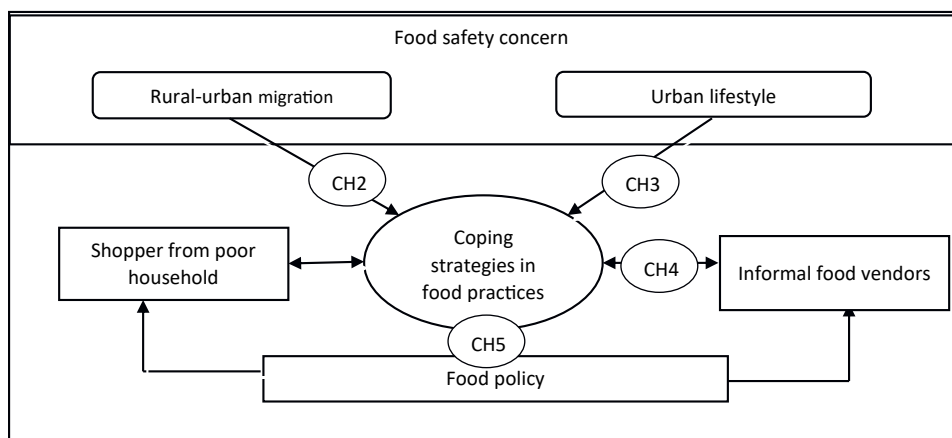 Food safety concern
Rural-urban migration
Urban lifestyle
CH2
CH3
Shopper from poor
household
Coping
strategies in
food practices
CH4
Informal food vendors
CH5
Food policy